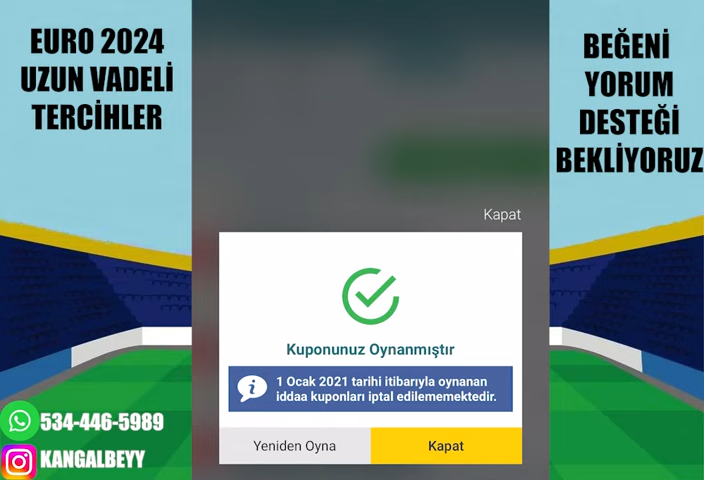 EURO 2024
UZUN VADELİ
TERCİHLER
BEĞENİ
YORUM
DESTEĞİ
BEKLİYORUZ
Kapat
Kuponunuz Oynanmıştır
1 Ocak 2021 tarihi itibarıyla oynanan
iddaa kuponları iptal edilememektedir.
Yeniden Oyna
Kapat
534-446-5989
KANGALBEYY